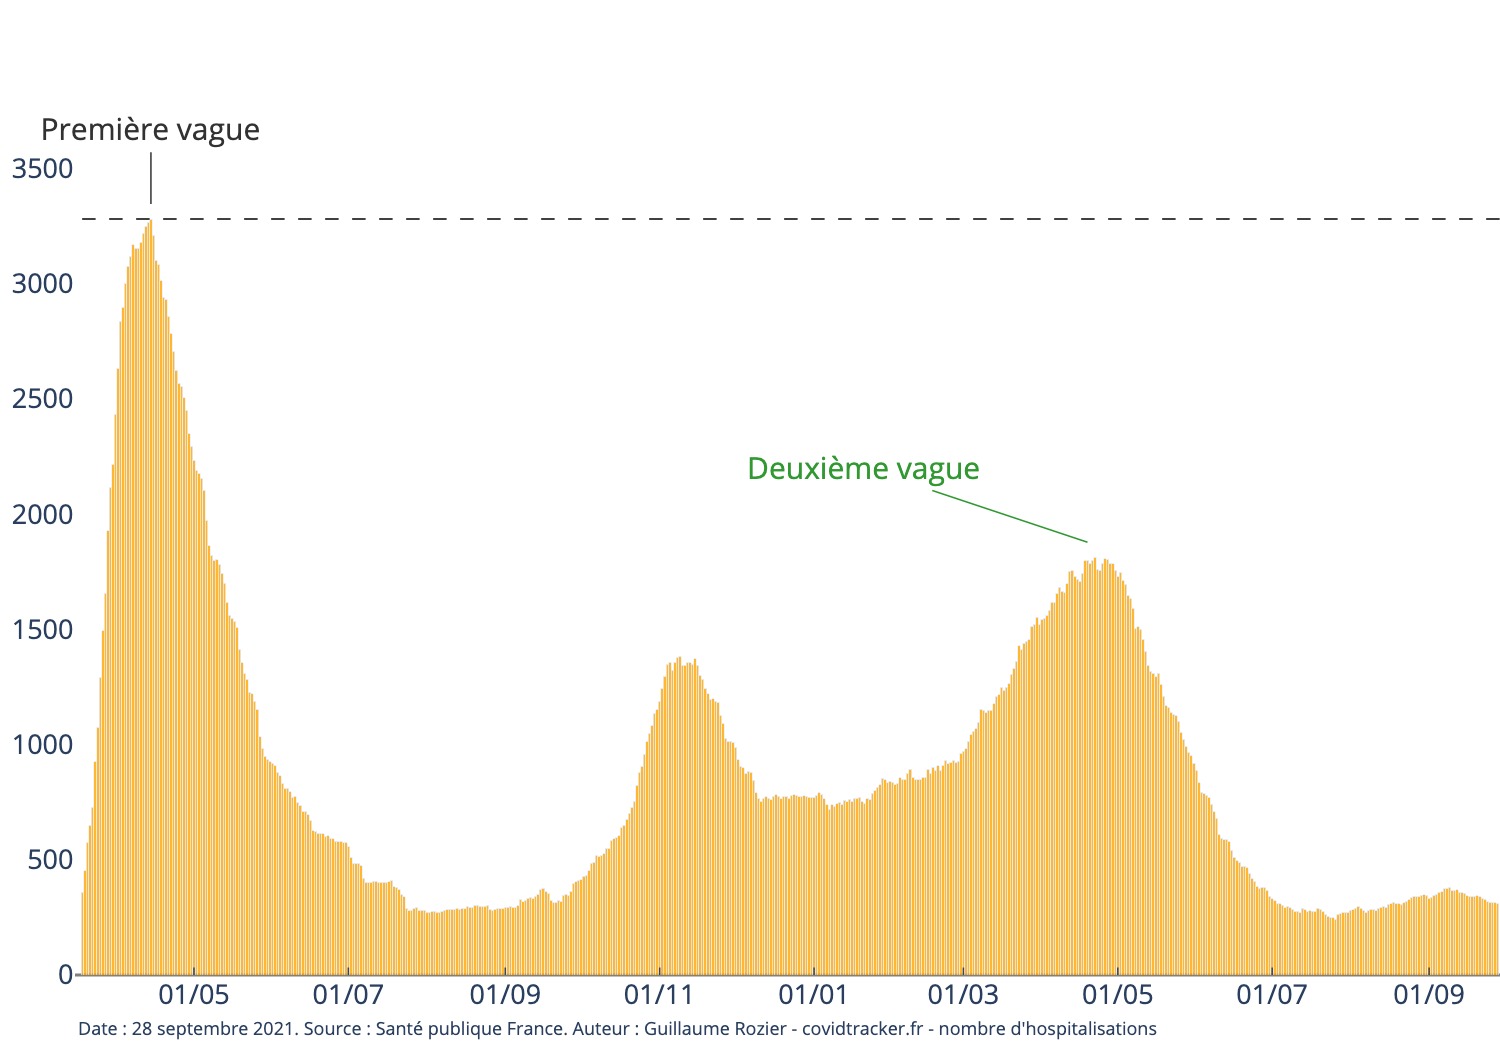 Première vague
3500
3000
2500
Deuxième vague
2000
1500
1000
500
0
01/05 01/07 01/09 01/11 01/01 01/03 01/05 01/07 01/09
Date : 28 septembre 2021. Source : Santé publique France. Auteur : Guillaume Rozier - covidtracker.fr - nombre d'hospitalisations